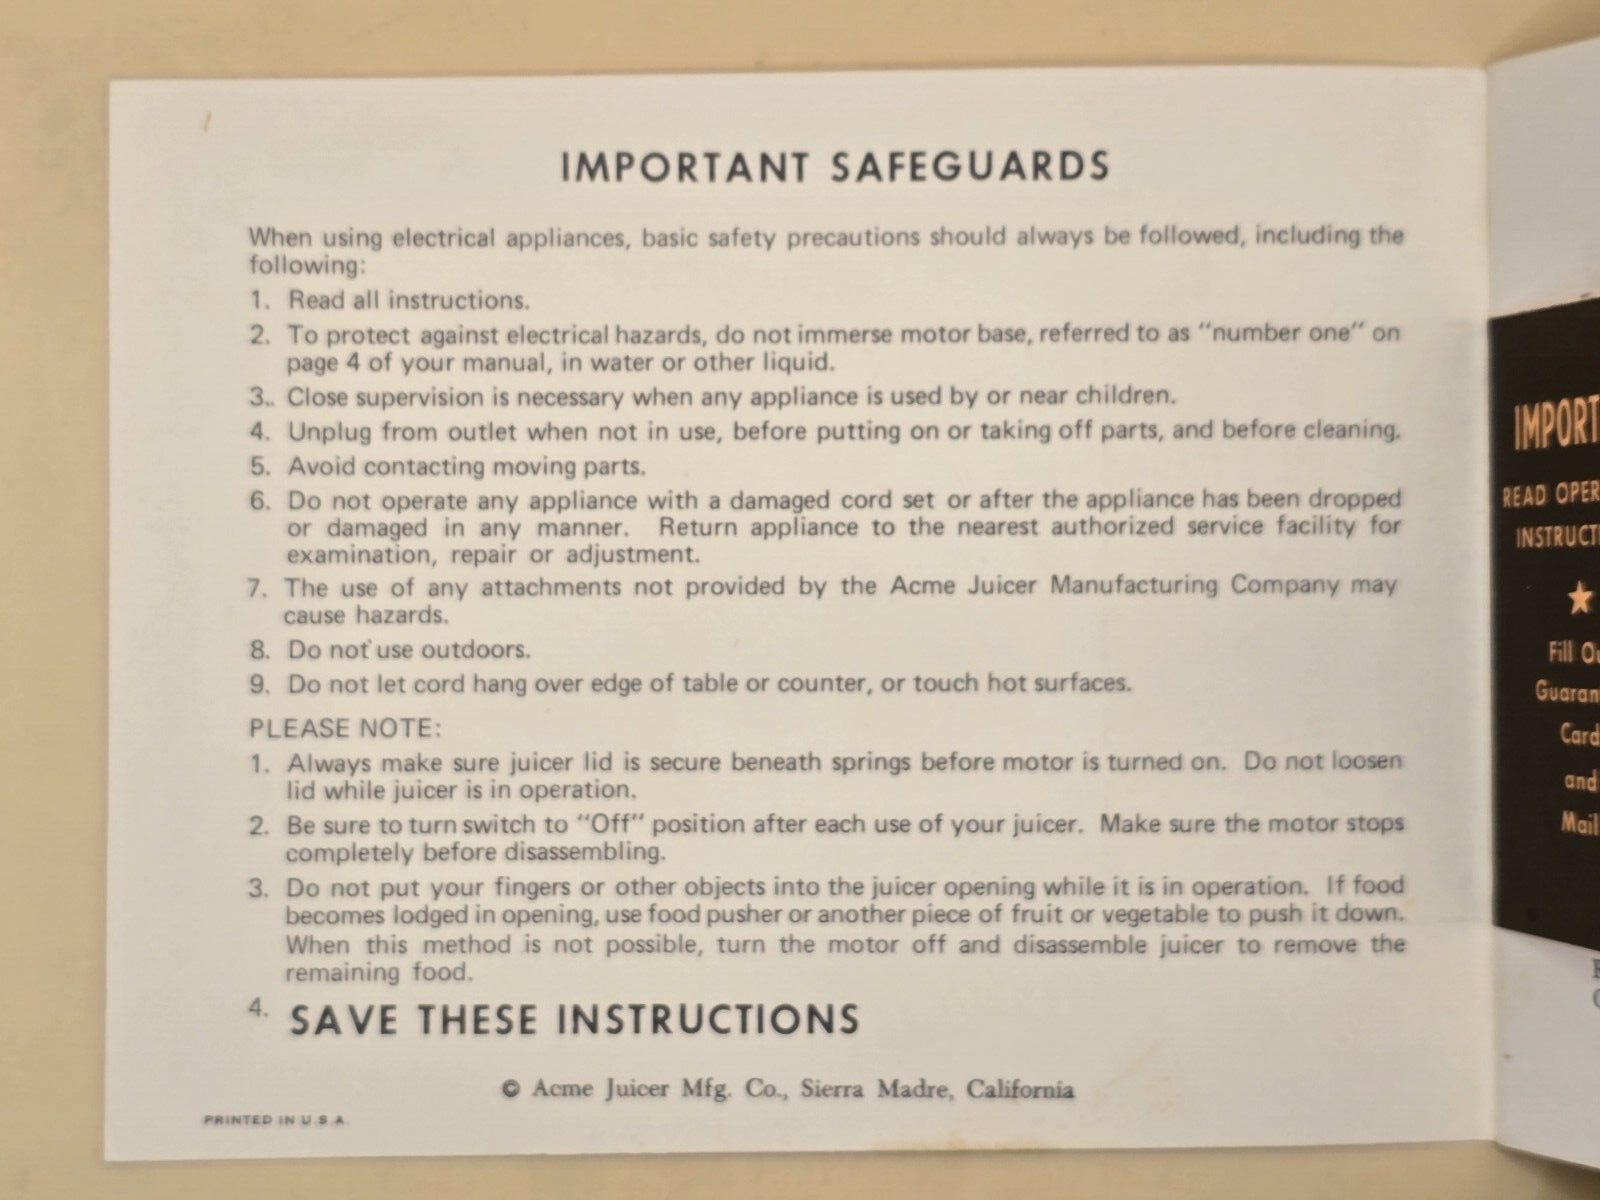 IMPORTANT SAFEGUARDS
When using electrical appliances, basic safety precautions should always be followed, including the
following:
1. Read all instructions.
2. To protect against electrical hazards, do not immerse motor base, referred to as "number one" on
page 4 of your manual, in water or other liquid.
3.. Close supervision is necessary when any appliance is used by or near children.
4. Unplug from outlet when not in use, before putting on or taking off parts, and before cleaning.
5. Avoid contacting moving parts.
6. Do not operate any appliance with a damaged cord set or after the appliance has been dropped
or damaged in any manner. Return appliance to the nearest authorized service facility for
examination, repair or adjustment.
7. The use of any attachments not provided by the Acme Juicer Manufacturing Company may
cause hazards.
8. Do not use outdoors.
9. Do not let cord hang over edge of table or counter, or touch hot surfaces.
PLEASE NOTE:
1. Always make sure juicer lid is secure beneath springs before motor is turned on. Do not loosen
lid while juicer is in operation.
2. Be sure to turn switch to "Off" position after each use of your juicer. Make sure the motor stops
completely before disassembling.
3. Do not put your fingers or other objects into the juicer opening while it is in operation. If food
becomes lodged in opening, use food pusher or another piece of fruit or vegetable to push it down.
When this method is not possible, turn the motor off and disassemble juicer to remove the
remaining food.
4. SAVE THESE INSTRUCTIONS
© Acme Juicer Mfg. Co., Sierra Madre, California
PRINTED IN U.S.A.
IMPORT
READ OPER
INSTRUCTI
★
Fill Ou
Guaran
Card
and
Mail